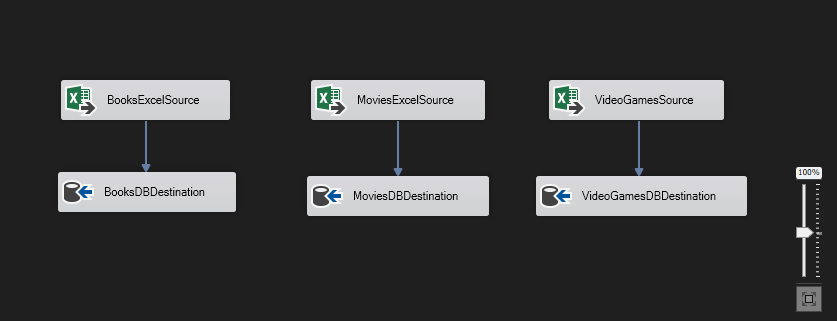 BooksExcelSource
MoviesExcelSource
VideoGamesSource
BooksDBDestination
MoviesDBDestination
VideoGamesDBDestination
100%